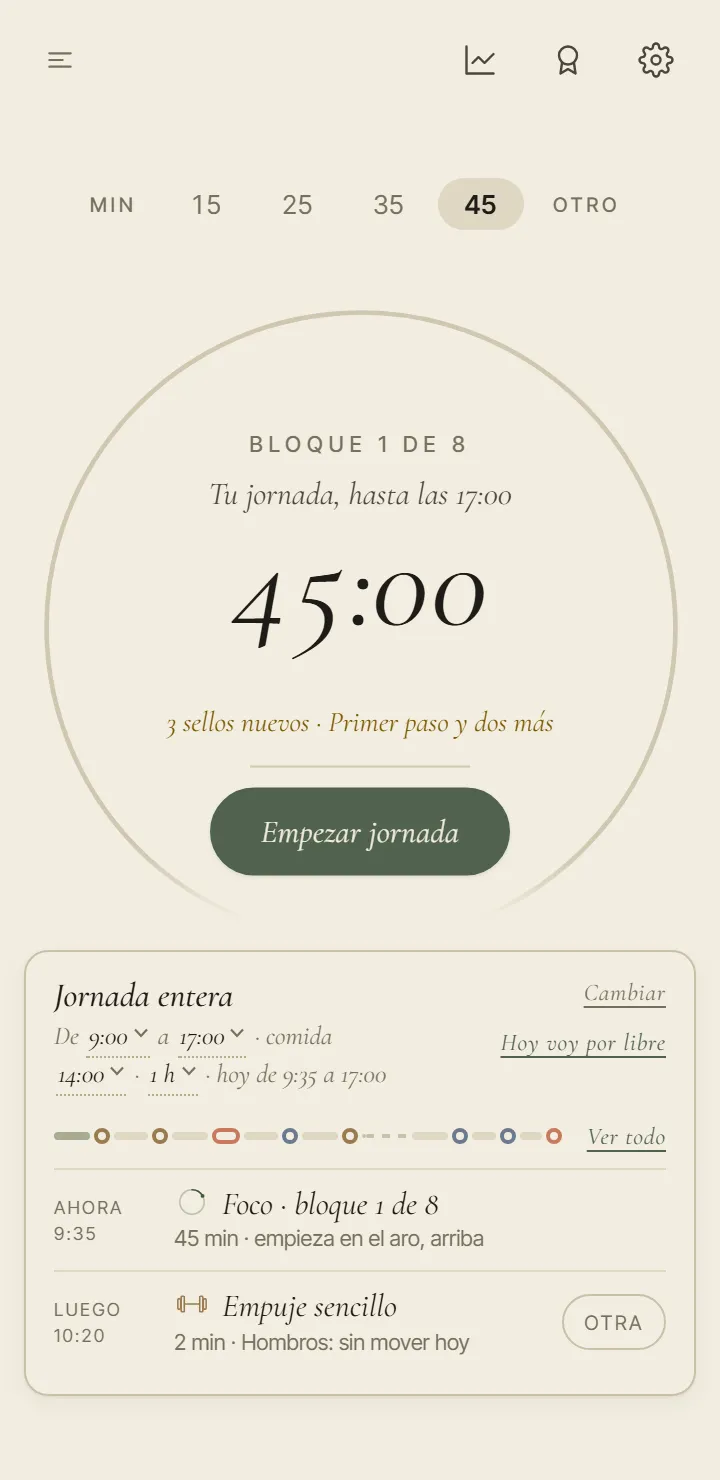 MIN 15 25 35 45 OTRO
BLOQUE 1 DE 8
Tu jornada, hasta las 17:00
45:00
3 sellos nuevos · Primer paso y dos más
Empezar jornada
Jornada entera
Cambiar
De 9:00 a 17:00 · comida
Hoy voy por libre
14:00 · 1 h · hoy de 9:35 a 17:00
Ver todo
AHORA
9:35
Foco · bloque 1 de 8
45 min · empieza en el aro, arriba
LUEGO
10:20
Empuje sencillo
2 min · Hombros: sin mover hoy
OTRA